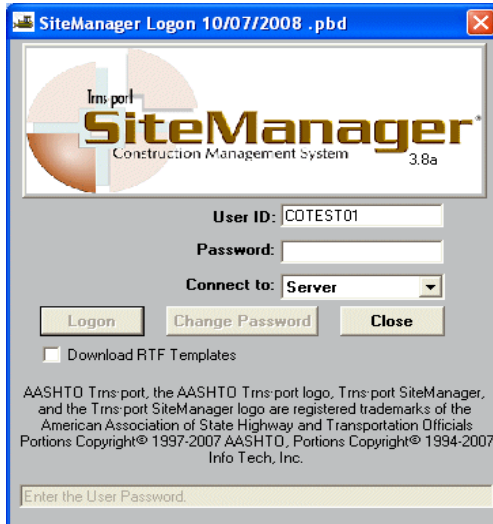 SiteManager Logon 10/07/2008 .pbd
Trns·port
SiteManager
Construction Management System
3.8a
User ID: COTEST01
Password:
Connect to: Server
Logon Change Password Close
Download RTF Templates
AASHTO Trns·port, the AASHTO Trns·port logo, Trns·port SiteManager,
and the Trns·port SiteManager logo are registered trademarks of the
American Association of State Highway and Transportation Officials
Portions Copyright© 1997-2007 AASHTO, Portions Copyright© 1994-2007
Info Tech, Inc.
Enter the User Password.